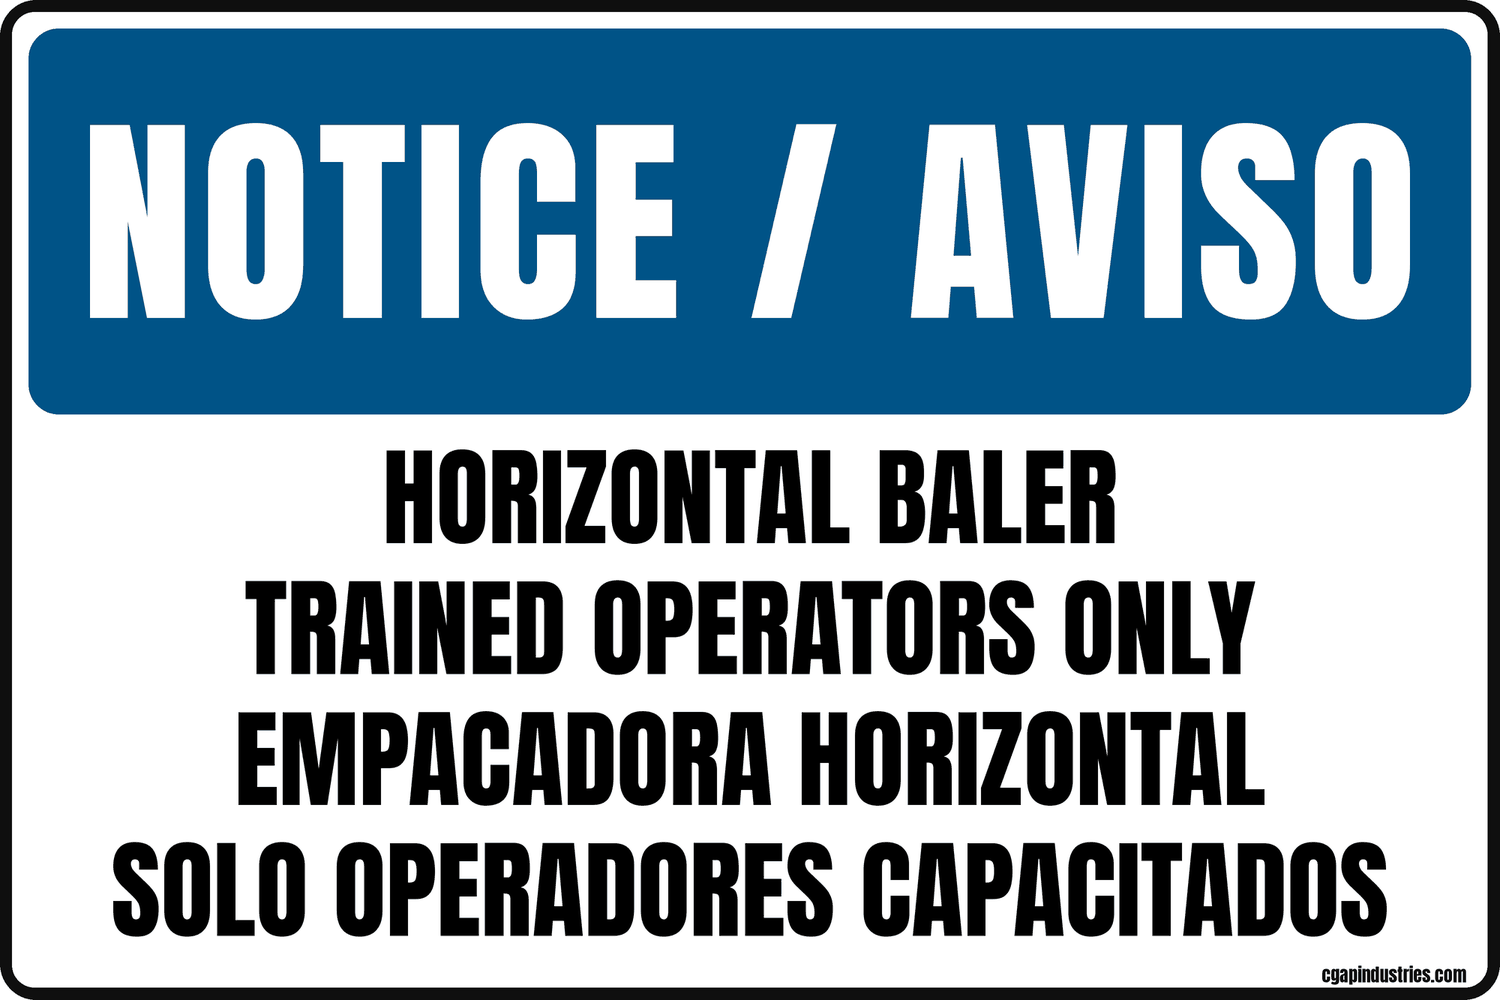 NOTICE / AVISO
HORIZONTAL BALER
TRAINED OPERATORS ONLY
EMPACADORA HORIZONTAL
SOLO OPERADORES CAPACITADOS
cgapindustries.com